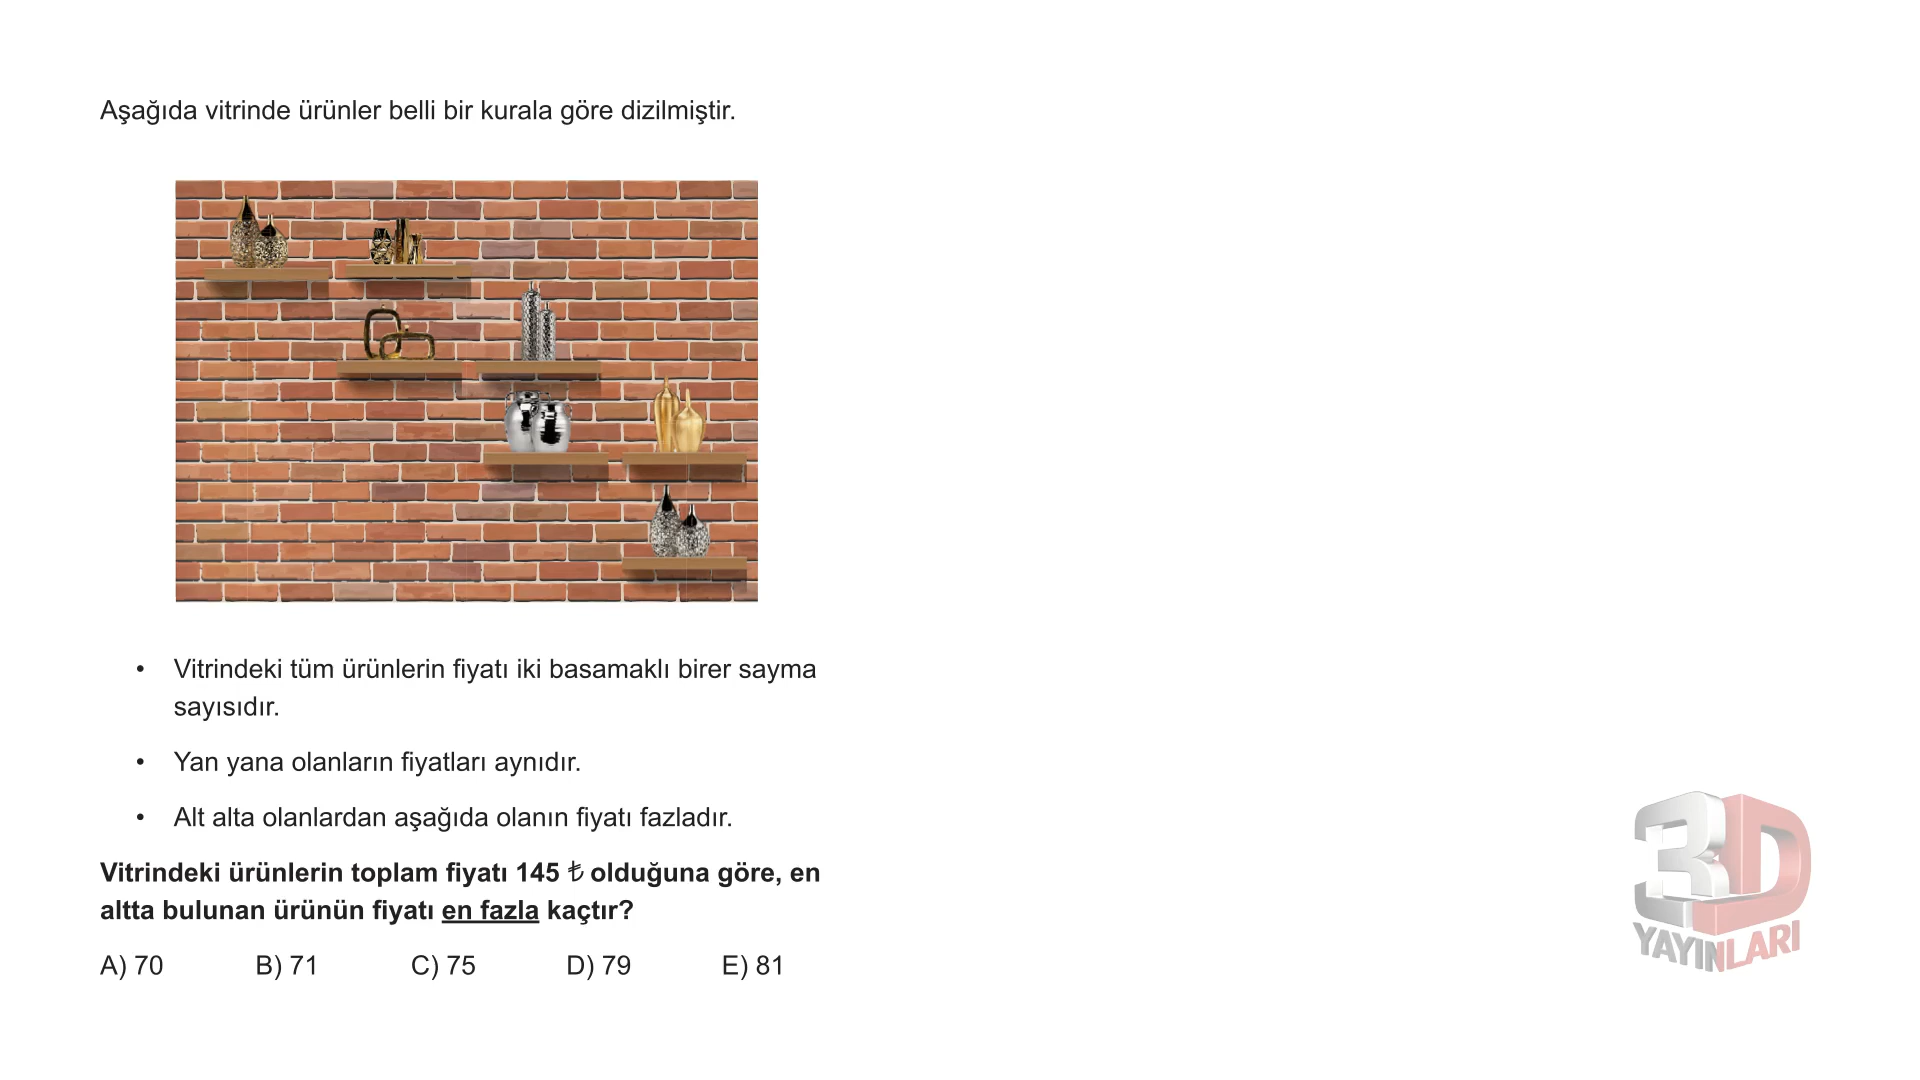 Aşağıda vitrinde ürünler belli bir kurala göre dizilmiştir.
• Vitrindeki tüm ürünlerin fiyatı iki basamaklı birer sayma
sayısıdır.
• Yan yana olanların fiyatları aynıdır.
• Alt alta olanlardan aşağıda olanın fiyatı fazladır.
Vitrindeki ürünlerin toplam fiyatı 145 ₺ olduğuna göre, en
altta bulunan ürünün fiyatı en fazla kaçtır?
A) 70 B) 71 C) 75 D) 79 E) 81
3D
YAYINLARI